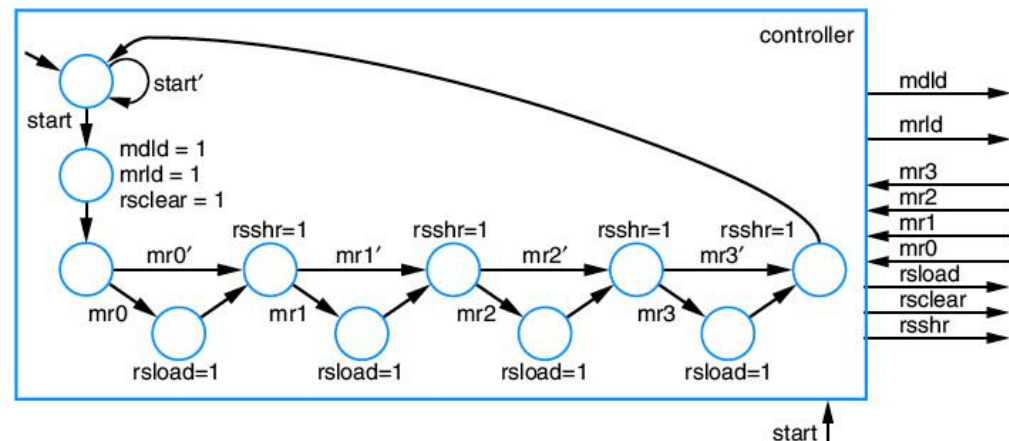 controller
start′
start
mdld = 1
mrld = 1
rsclear = 1
mdld
mrld
mr3
mr2
mr1
mr0
rsload
rsclear
rsshr
rsshr=1
rsshr=1
rsshr=1
rsshr=1
mr0′
mr1′
mr2′
mr3′
mr0
mr1
mr2
mr3
rsload=1
rsload=1
rsload=1
rsload=1
start